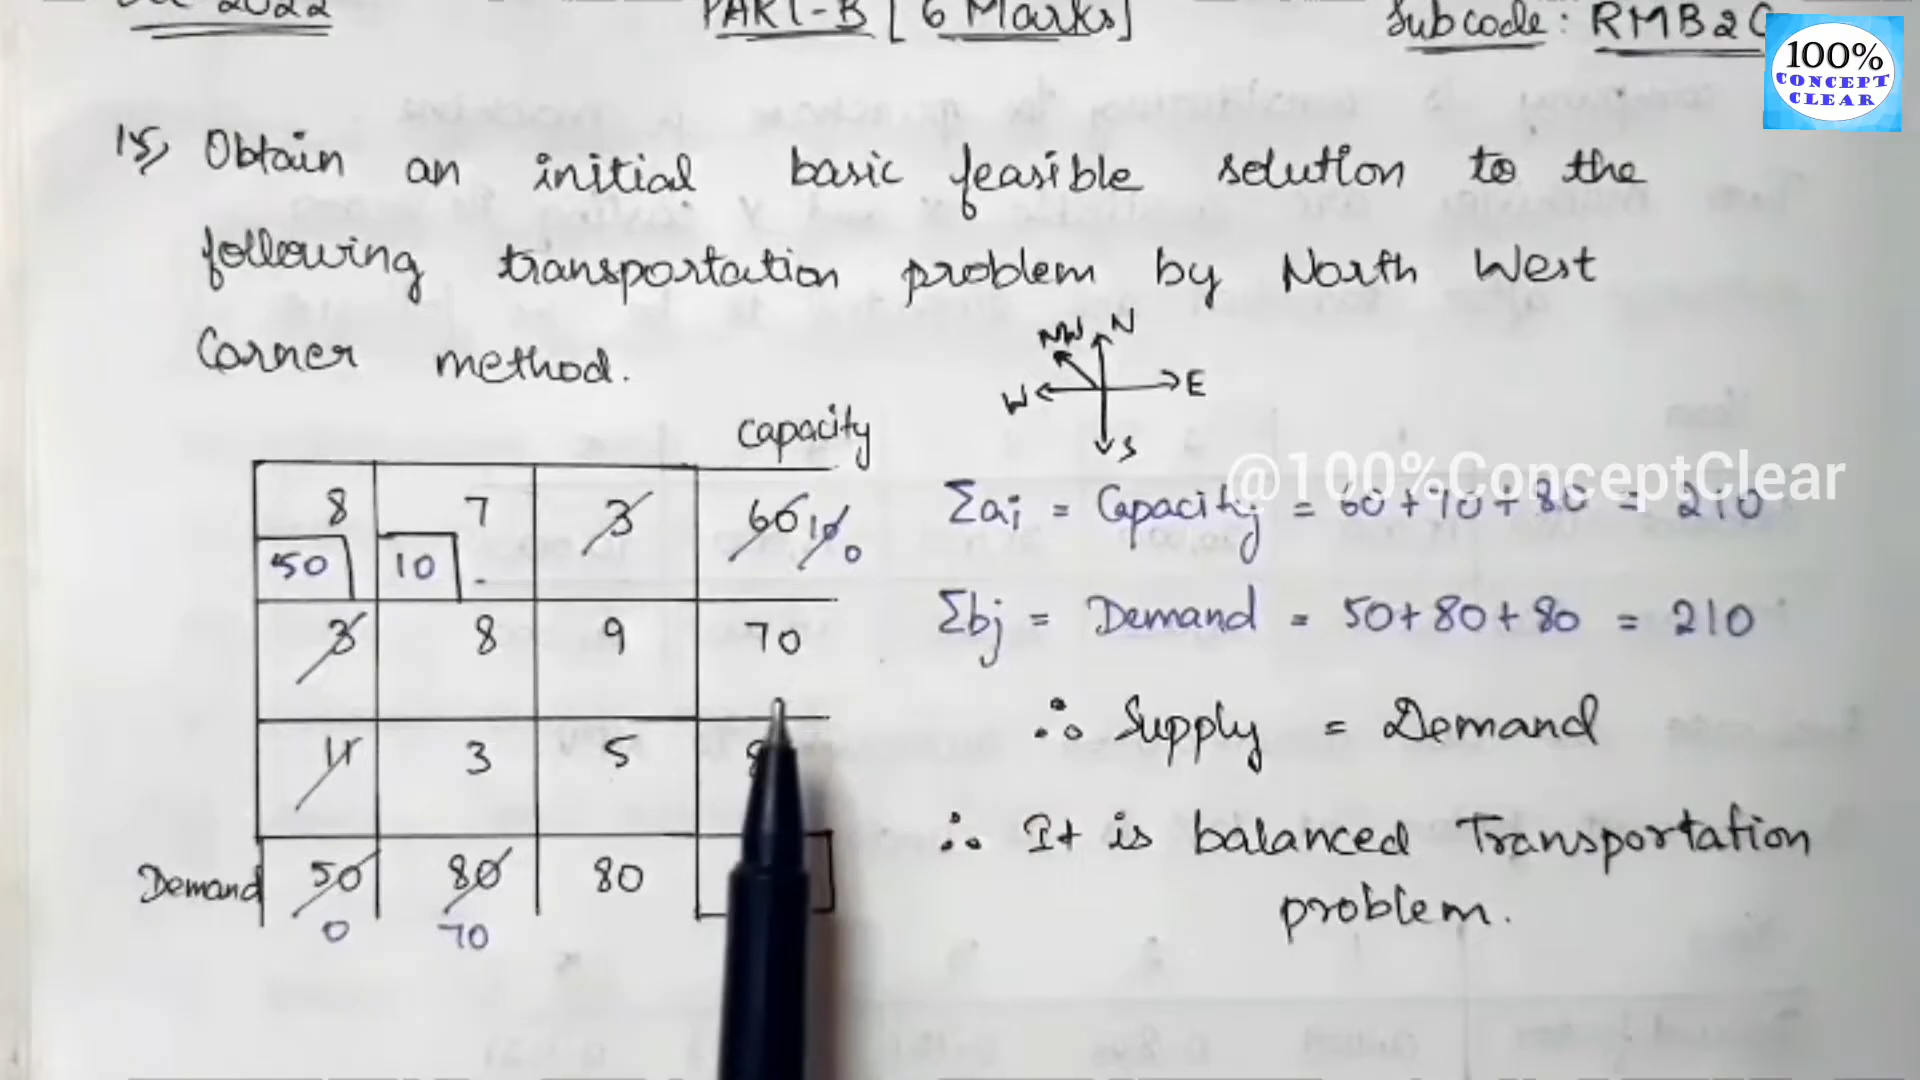 PART-B [6 Marks]
Subcode: RMB2C
100%
CONCEPT
CLEAR
15, Obtain an initial basic feasible solution to the
following transportation problem by North West
Corner method.
NW N
W E
S
Capacity
@100%ConceptClear
8 7 3 60 10 0
50 10
3 8 9 70
11 3 5
Demand 50 80 80
0 70
Σai = Capacity = 60+70+80 = 210
Σbj = Demand = 50+80+80 = 210
∴ Supply = Demand
∴ It is balanced Transportation
problem.